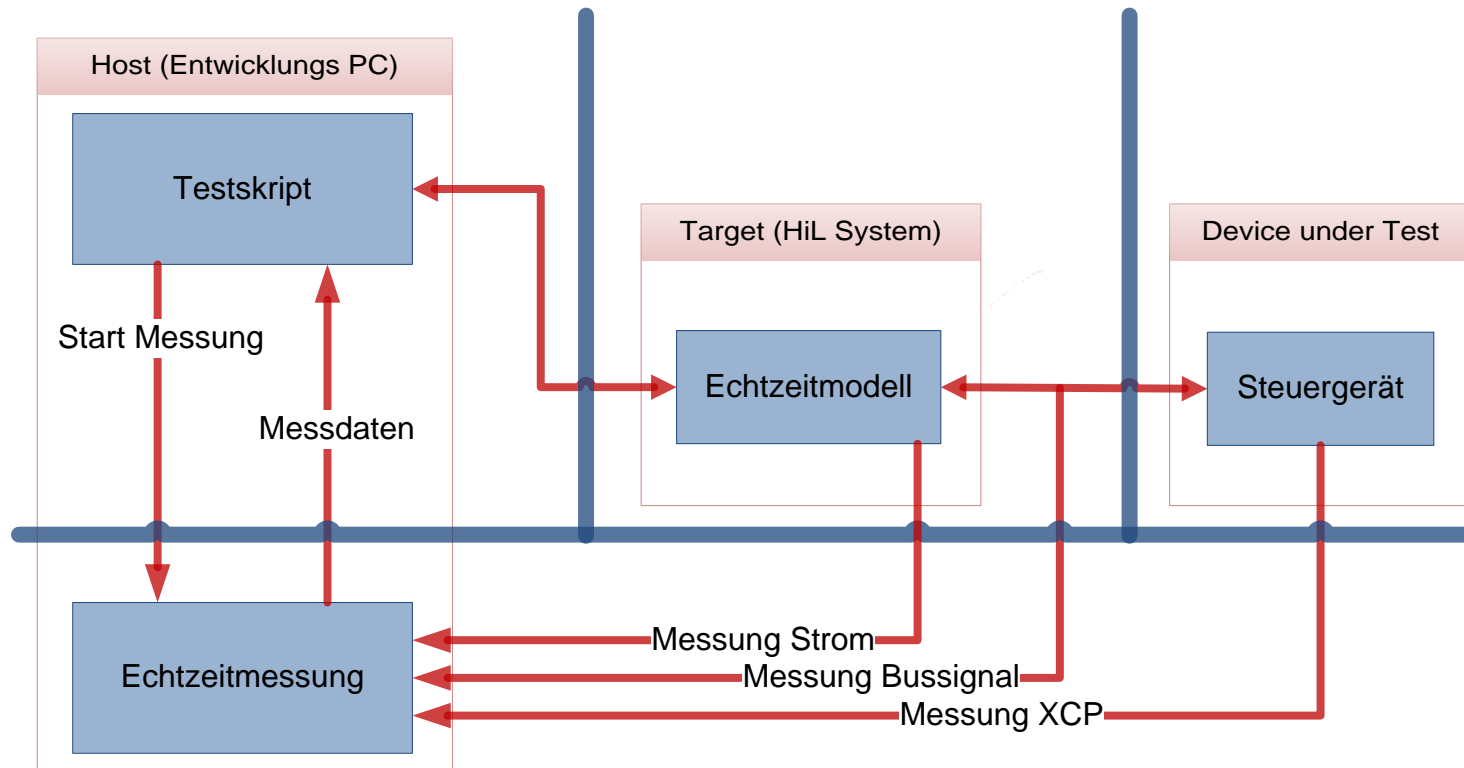 Host (Entwicklungs PC)
Testskript
Target (HiL System)
Device under Test
Start Messung
Echtzeitmodell
Steuergerät
Messdaten
Messung Strom
Echtzeitmessung
Messung Bussignal
Messung XCP